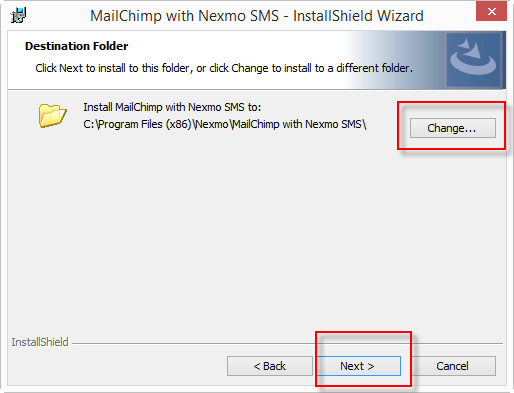 MailChimp with Nexmo SMS - InstallShield Wizard
Destination Folder
Click Next to install to this folder, or click Change to install to a different folder.
Install MailChimp with Nexmo SMS to:
C:\Program Files (x86)\Nexmo\MailChimp with Nexmo SMS\
Change...
InstallShield
< Back
Next >
Cancel